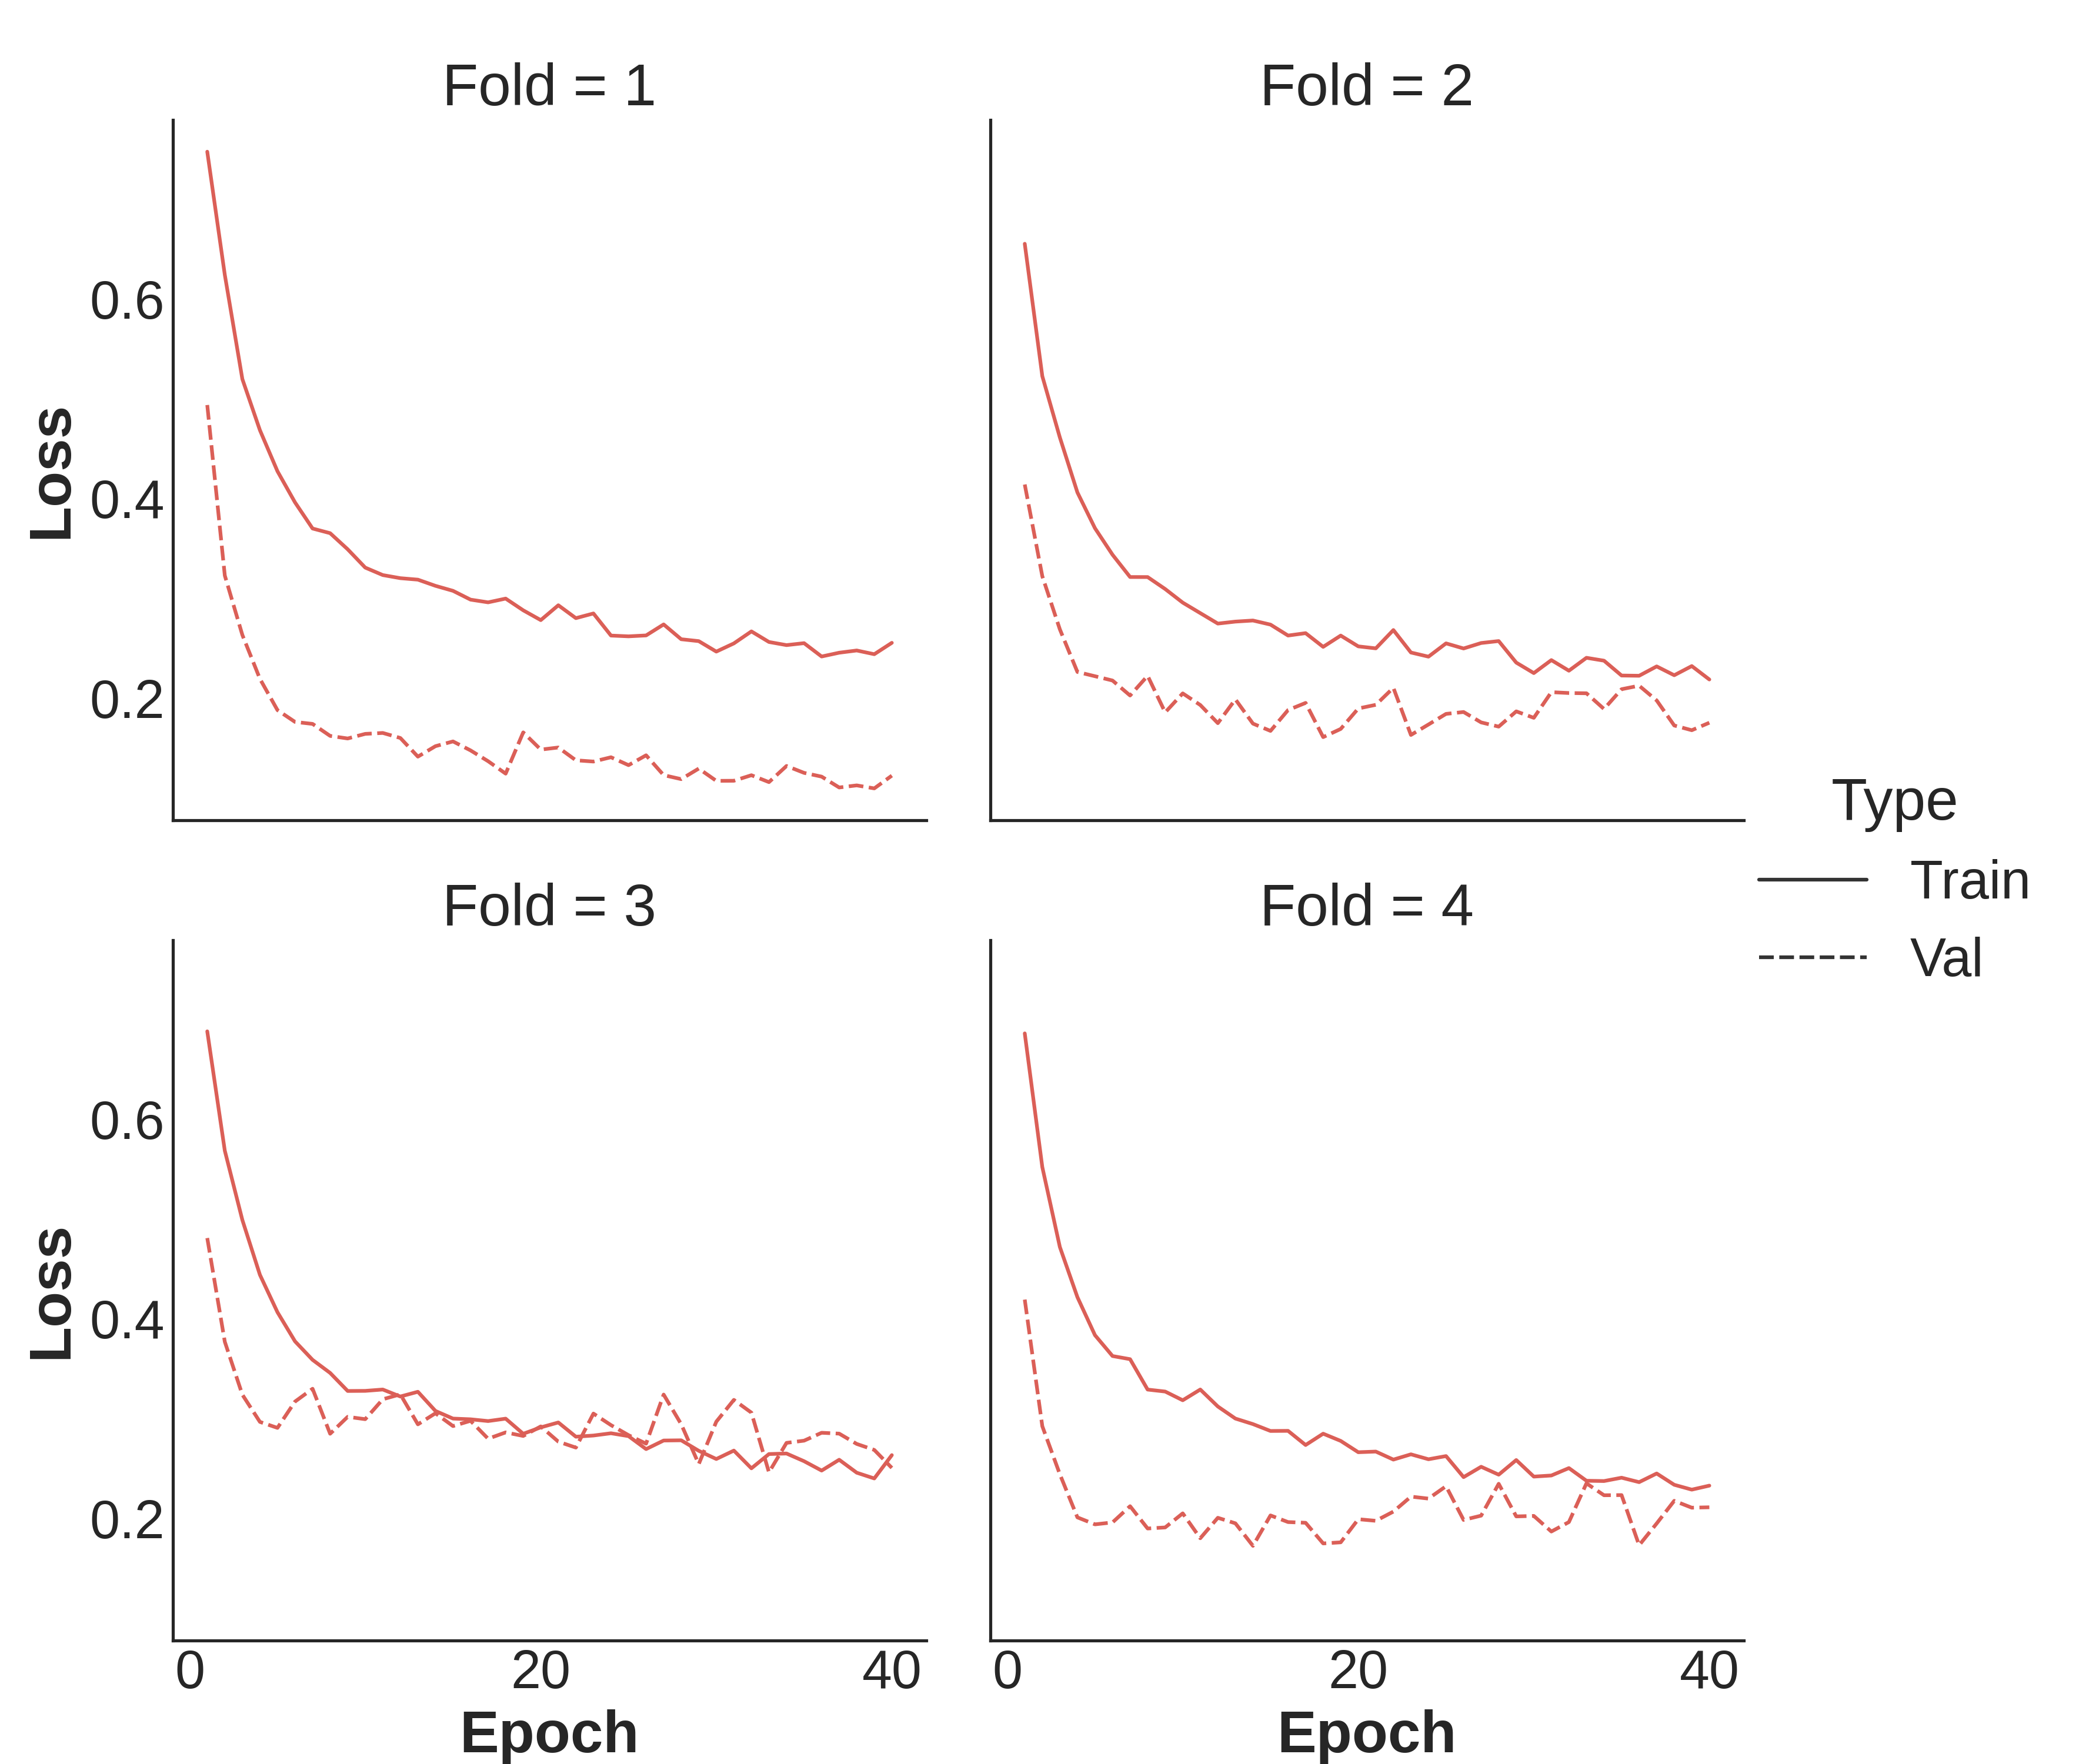 Fold = 1
Fold = 2
0.6
0.4
0.2
Loss
Type
Train
Val
Fold = 3
Fold = 4
0.6
0.4
0.2
Loss
0 20 40
0 20 40
Epoch
Epoch